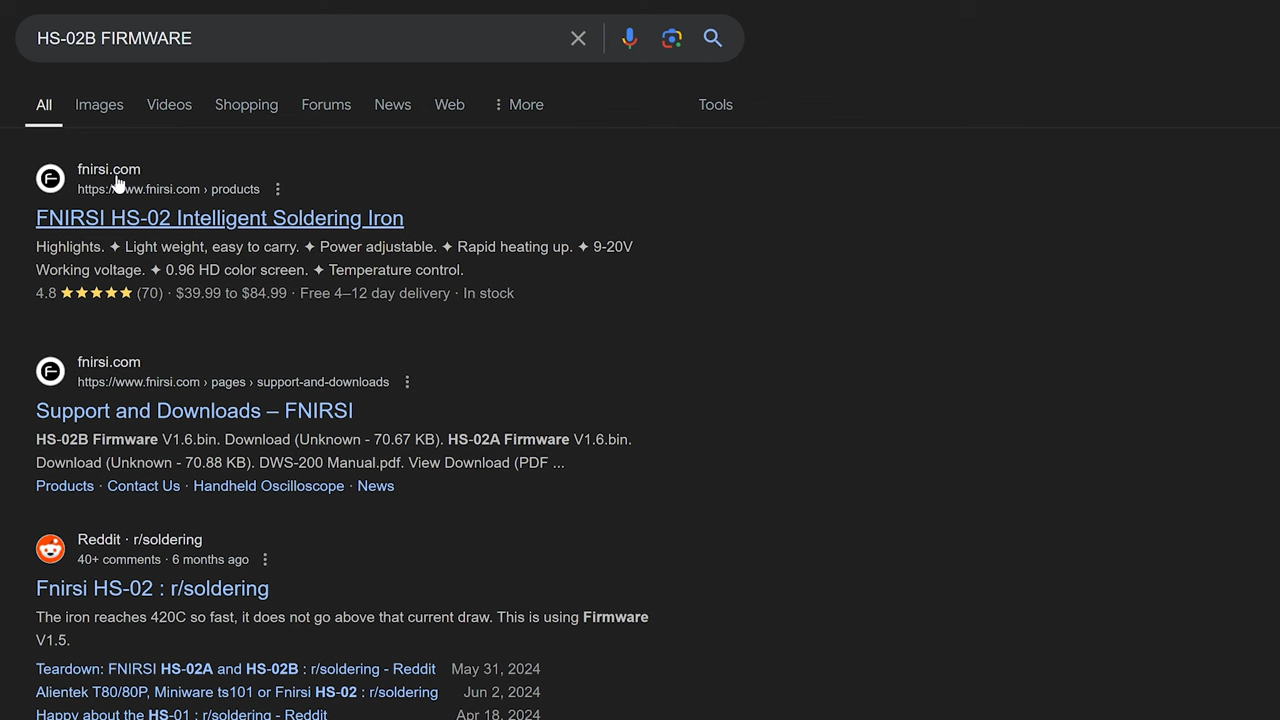 HS-02B FIRMWARE
All Images Videos Shopping Forums News Web More Tools
fnirsi.com
https://www.fnirsi.com › products
FNIRSI HS-02 Intelligent Soldering Iron
Highlights. ✦ Light weight, easy to carry. ✦ Power adjustable. ✦ Rapid heating up. ✦ 9-20V
Working voltage. ✦ 0.96 HD color screen. ✦ Temperature control.
4.8 ★★★★★ (70) · $39.99 to $84.99 · Free 4–12 day delivery · In stock
fnirsi.com
https://www.fnirsi.com › pages › support-and-downloads
Support and Downloads – FNIRSI
HS-02B Firmware V1.6.bin. Download (Unknown - 70.67 KB). HS-02A Firmware V1.6.bin.
Download (Unknown - 70.88 KB). DWS-200 Manual.pdf. View Download (PDF ...
Products · Contact Us · Handheld Oscilloscope · News
Reddit · r/soldering
40+ comments · 6 months ago
Fnirsi HS-02 : r/soldering
The iron reaches 420C so fast, it does not go above that current draw. This is using Firmware
V1.5.
Teardown: FNIRSI HS-02A and HS-02B : r/soldering - Reddit May 31, 2024
Alientek T80/80P, Miniware ts101 or Fnirsi HS-02 : r/soldering Jun 2, 2024
Happy about the HS-01 : r/soldering - Reddit Apr 18, 2024